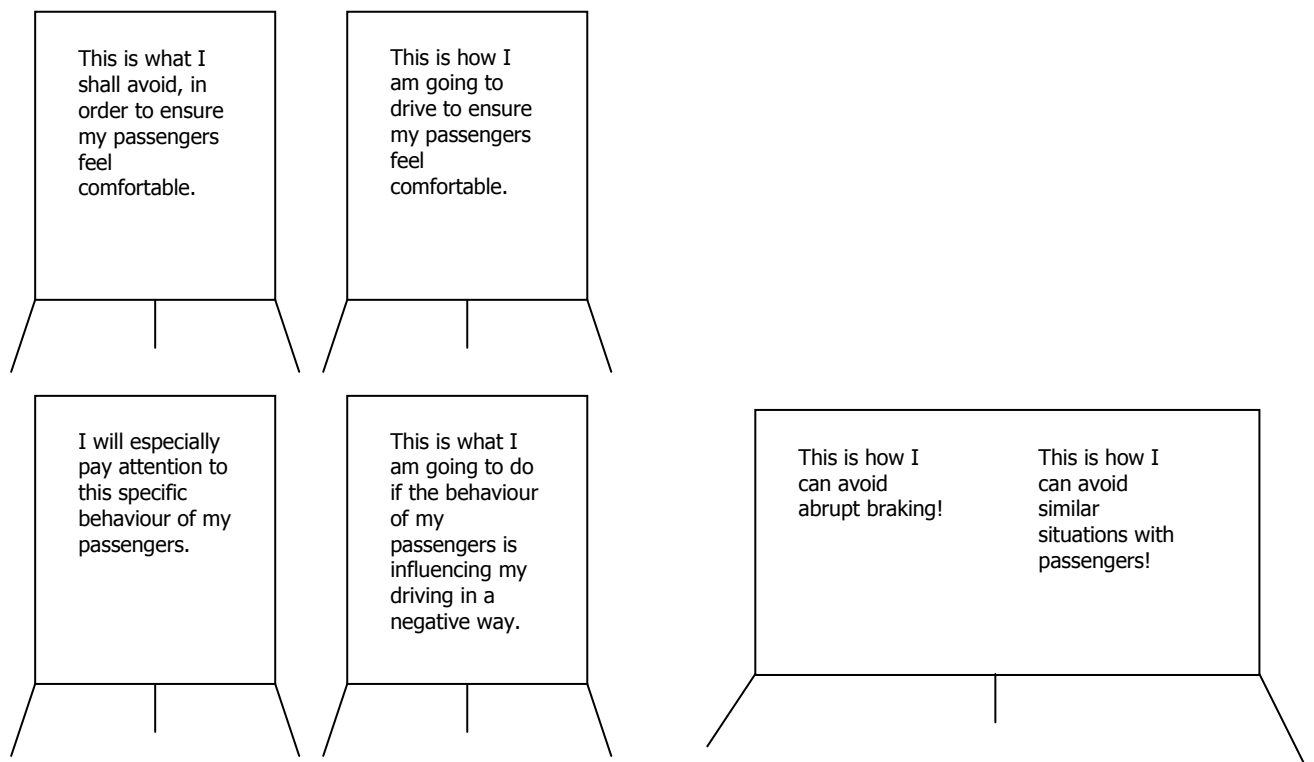 This is what I
shall avoid, in
order to ensure
my passengers
feel
comfortable.
This is how I
am going to
drive to ensure
my passengers
feel
comfortable.
I will especially
pay attention to
this specific
behaviour of my
passengers.
This is what I
am going to do
if the behaviour
of my
passengers is
influencing my
driving in a
negative way.
This is how I
can avoid
abrupt braking!
This is how I
can avoid
similar
situations with
passengers!